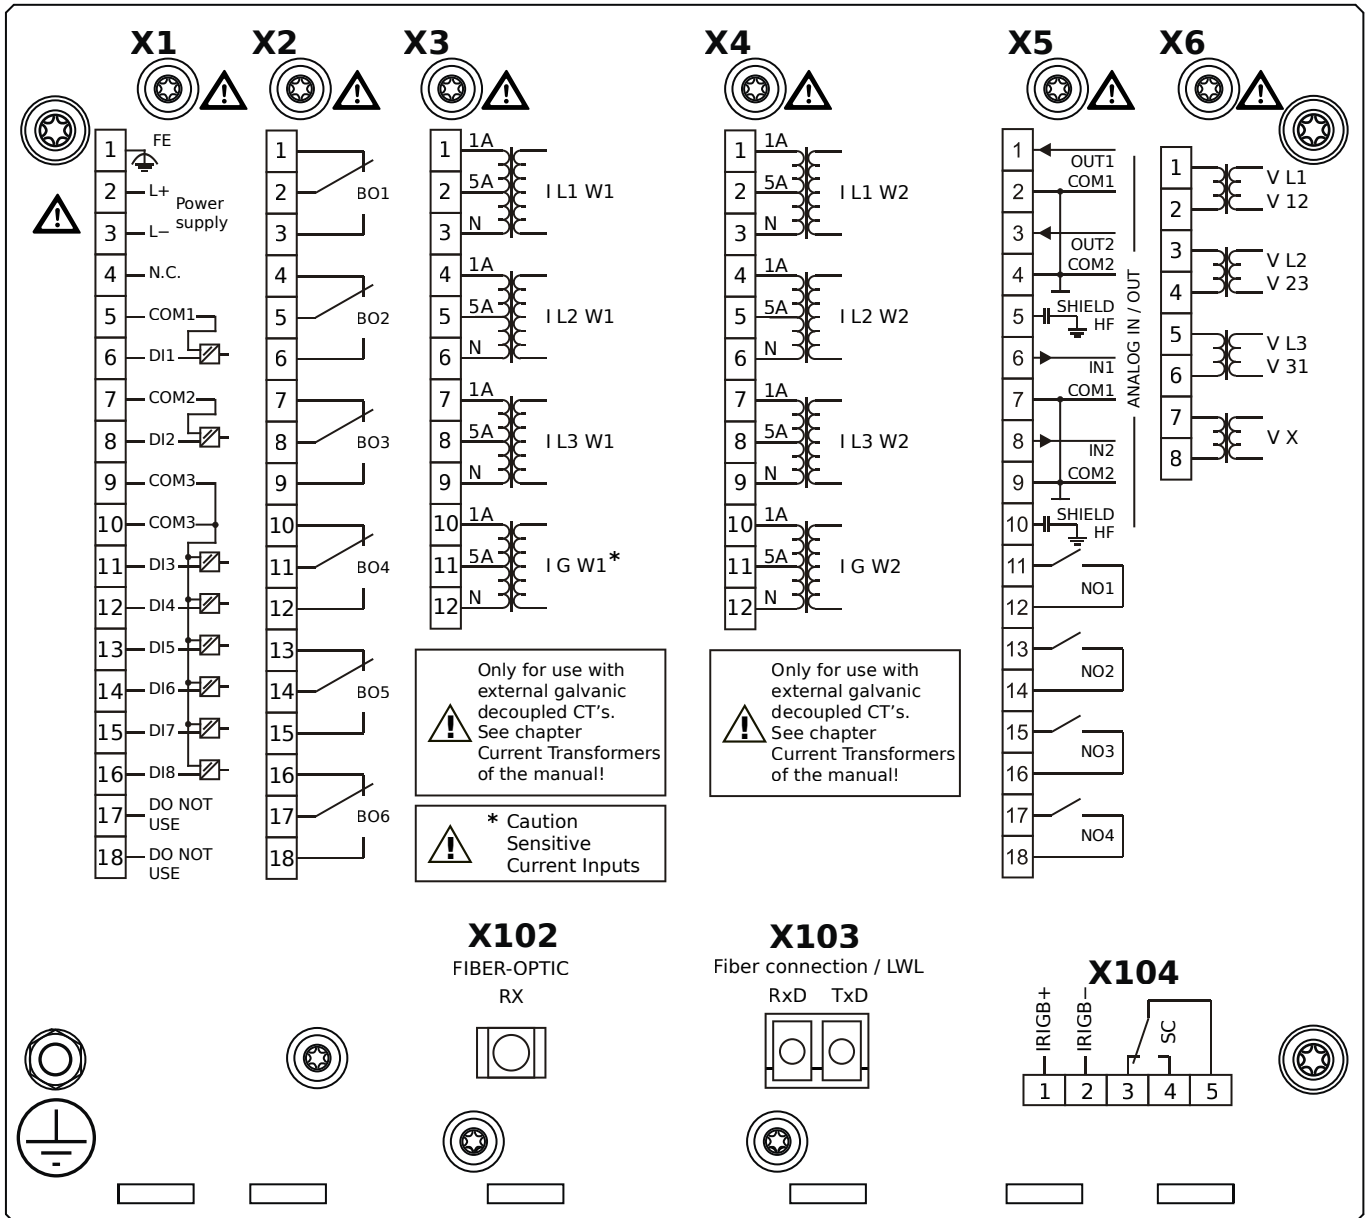 X1
X2
X3
X4
X5
X6
1 FE
2 L+
Power
supply
3 L−
4 N.C.
5 COM1
6 DI1
7 COM2
8 DI2
9 COM3
10 COM3
11 DI3
12 DI4
13 DI5
14 DI6
15 DI7
16 DI8
17 DO NOT
USE
18 DO NOT
USE
1
2 BO1
3
4
5 BO2
6
7
8 BO3
9
10
11 BO4
12
13
14 BO5
15
16
17 BO6
18
1 1A
2 5A I L1 W1
3 N
4 1A
5 5A I L2 W1
6 N
7 1A
8 5A I L3 W1
9 N
10 1A
11 5A I G W1*
12 N
Only for use with
external galvanic
decoupled CT's.
See chapter
Current Transformers
of the manual!
* Caution
Sensitive
Current Inputs
1 1A
2 5A I L1 W2
3 N
4 1A
5 5A I L2 W2
6 N
7 1A
8 5A I L3 W2
9 N
10 1A
11 5A I G W2
12 N
Only for use with
external galvanic
decoupled CT's.
See chapter
Current Transformers
of the manual!
1 OUT1
2 COM1
3 OUT2
4 COM2
5 SHIELD
HF
6 IN1
7 COM1
8 IN2
9 COM2
10 SHIELD
HF
ANALOG IN / OUT
11
NO1
12
13
NO2
14
15
NO3
16
17
NO4
18
1 V L1
2 V 12
3 V L2
4 V 23
5 V L3
6 V 31
7 V X
8
X102
FIBER-OPTIC
RX
X103
Fiber connection / LWL
RxD TxD
X104
IRIGB+
IRIGB−
SC
1 2 3 4 5